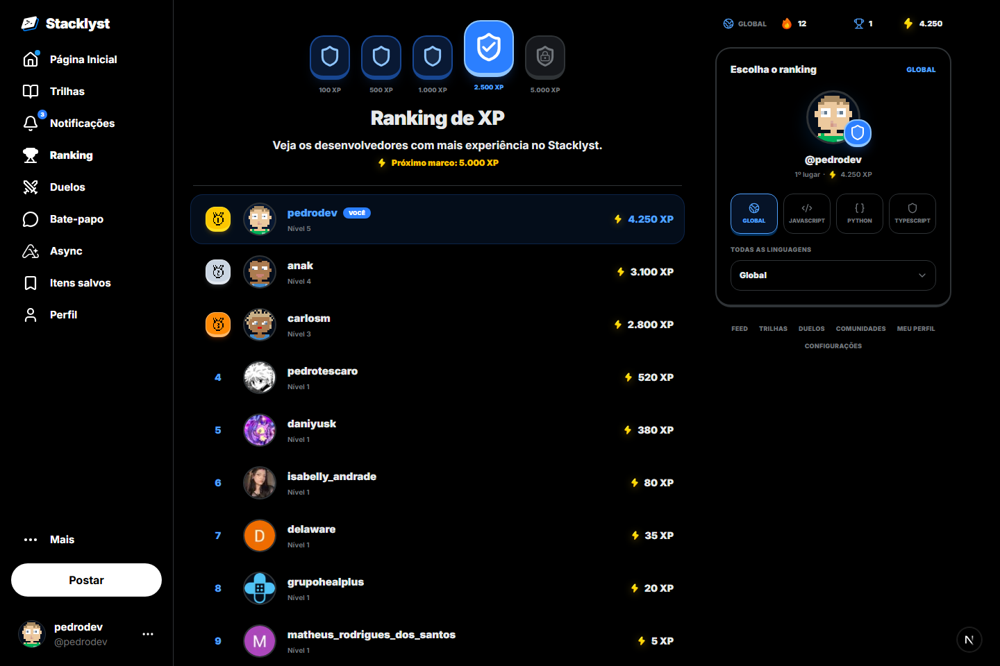 Stacklyst
Página Inicial
Trilhas
3
Notificações
Ranking
Duelos
Bate-papo
Async
Itens salvos
Perfil
Mais
Postar
pedrodev
@pedrodev
100 XP
500 XP
1.000 XP
2.500 XP
5.000 XP
Ranking de XP
Veja os desenvolvedores com mais experiência no Stacklyst.
Próximo marco: 5.000 XP
1 pedrodev VOCÊ 4.250 XP
Nível 5
2 anak 3.100 XP
Nível 4
3 carlosm 2.800 XP
Nível 3
4 pedrotescaro 520 XP
Nível 1
5 daniyusk 380 XP
Nível 1
6 isabelly_andrade 80 XP
Nível 1
7 D delaware 35 XP
Nível 1
8 grupohealplus 20 XP
Nível 1
9 M matheus_rodrigues_dos_santos 5 XP
Nível 1
GLOBAL 12 1 4.250
Escolha o ranking GLOBAL
@pedrodev
1º lugar · 4.250 XP
GLOBAL JAVASCRIPT PYTHON TYPESCRIPT
TODAS AS LINGUAGENS
Global
FEED TRILHAS DUELOS COMUNIDADES MEU PERFIL
CONFIGURAÇÕES
N